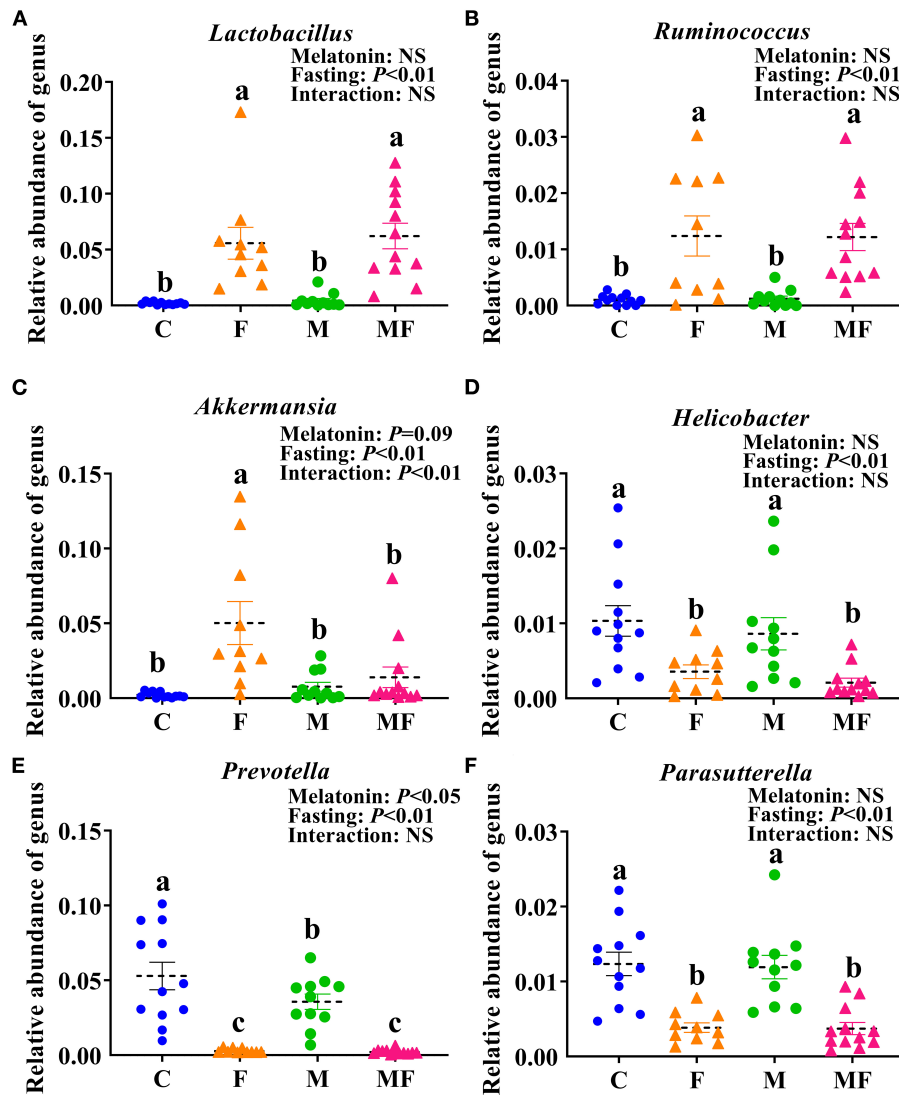 A
Lactobacillus
Melatonin: NS
Fasting: P<0.01
Interaction: NS
Relative abundance of genus
0.20
0.15
0.10
0.05
0.00
b
a
b
a
C F M MF
B
Ruminococcus
Melatonin: NS
Fasting: P<0.01
Interaction: NS
Relative abundance of genus
0.04
0.03
0.02
0.01
0.00
b
a
b
a
C F M MF
C
Akkermansia
Melatonin: P=0.09
Fasting: P<0.01
Interaction: P<0.01
Relative abundance of genus
0.15
0.10
0.05
0.00
b
a
b
b
C F M MF
D
Helicobacter
Melatonin: NS
Fasting: P<0.01
Interaction: NS
Relative abundance of genus
0.03
0.02
0.01
0.00
a
b
a
b
C F M MF
E
Prevotella
Melatonin: P<0.05
Fasting: P<0.01
Interaction: NS
Relative abundance of genus
0.15
0.10
0.05
0.00
a
c
b
c
C F M MF
F
Parasutterella
Melatonin: NS
Fasting: P<0.01
Interaction: NS
Relative abundance of genus
0.03
0.02
0.01
0.00
a
b
a
b
C F M MF